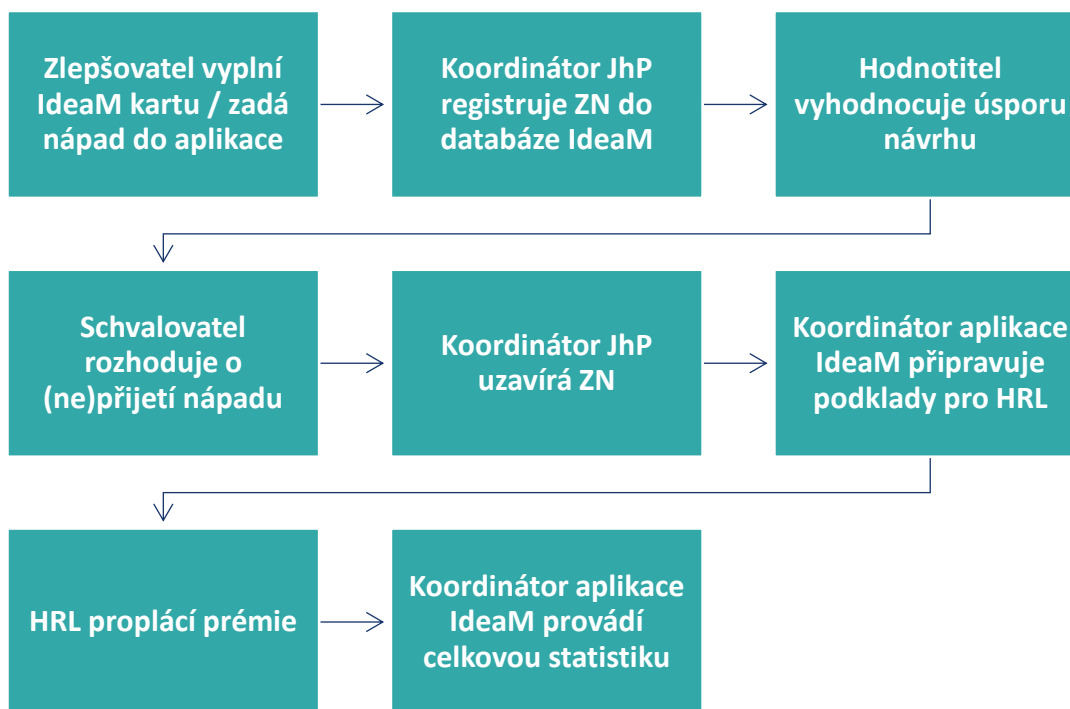 Zlepšovatel vyplní
IdeaM kartu / zadá
nápad do aplikace
Koordinátor JhP
registruje ZN do
databáze IdeaM
Hodnotitel
vyhodnocuje úsporu
návrhu
Schvalovatel
rozhoduje o
(ne)přijetí nápadu
Koordinátor JhP
uzavírá ZN
Koordinátor aplikace
IdeaM připravuje
podklady pro HRL
HRL proplácí prémie
Koordinátor aplikace
IdeaM provádí
celkovou statistiku